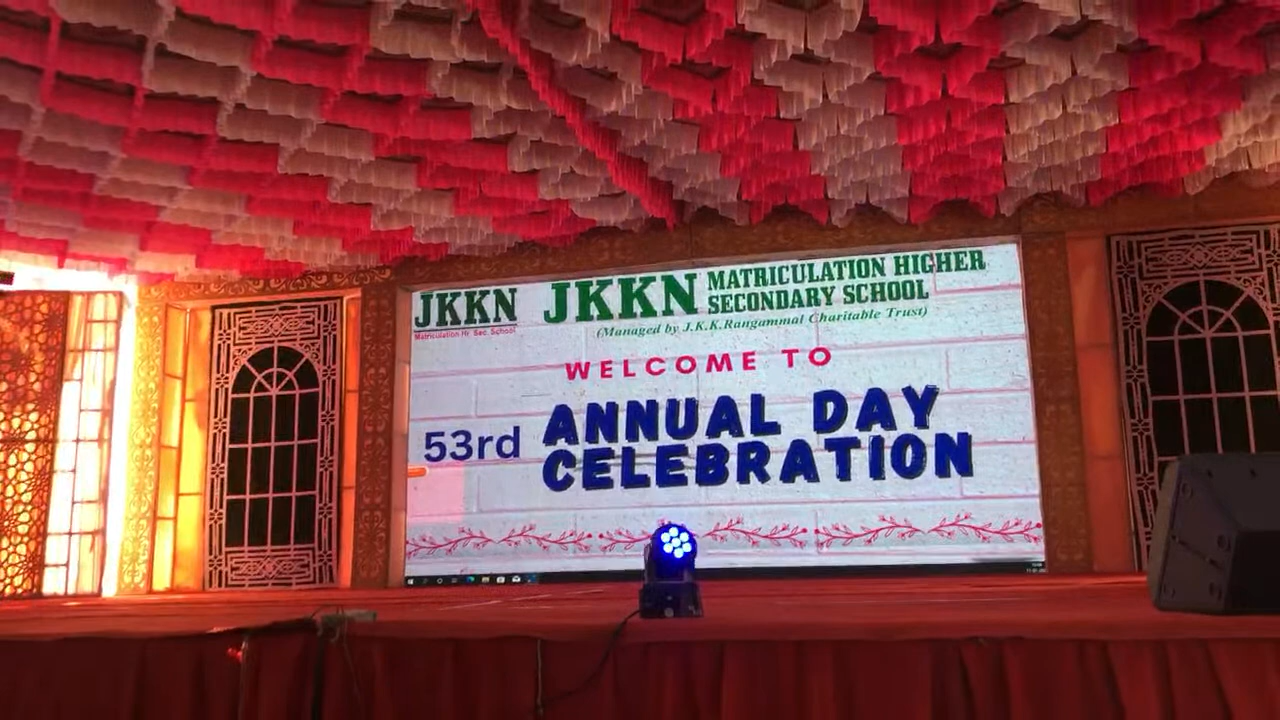 JKKN
Matriculation Hr. Sec. School
JKKN
MATRICULATION HIGHER
SECONDARY SCHOOL
(Managed by J.K.K.Rangammal Charitable Trust)
WELCOME TO
53rd
ANNUAL DAY
CELEBRATION